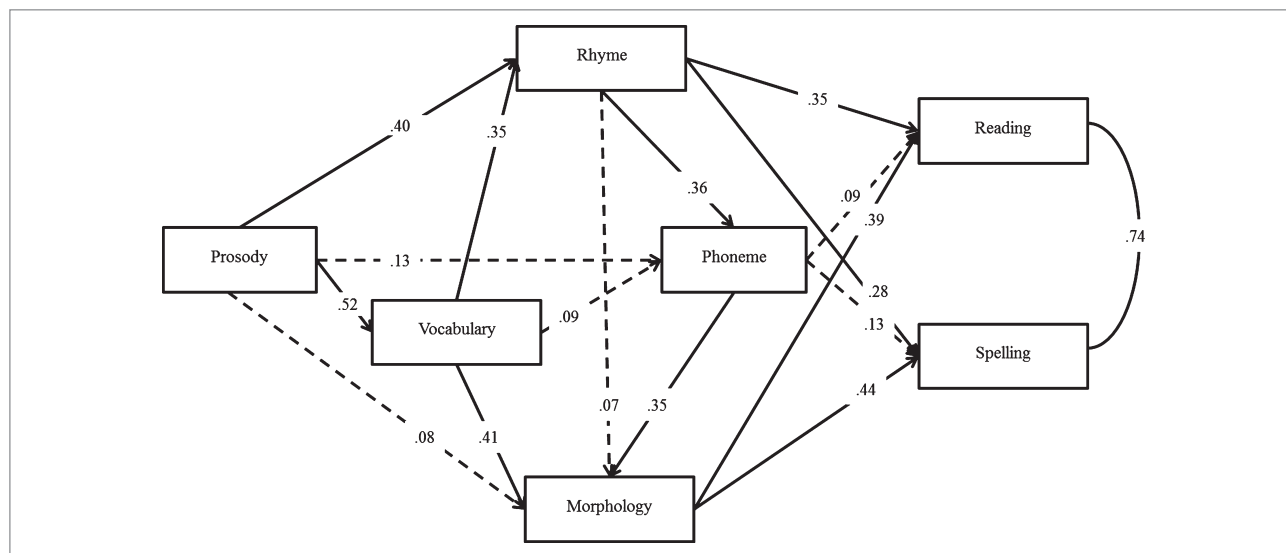 Rhyme
.35
Reading
.40
.35
.36
.09
.39
.74
Prosody
.13
Phoneme
.52
Vocabulary
.09
.28
.13
Spelling
.08
.41
.07
.35
.44
Morphology